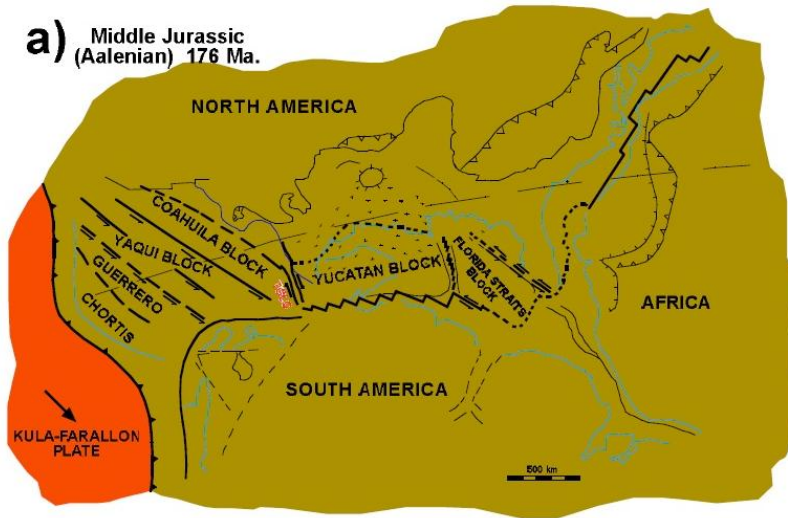 a) Middle Jurassic
(Aalenian) 176 Ma.
NORTH AMERICA
COAHUILA BLOCK
YAQUI BLOCK
GUERRERO
CHORTIS
YUCATAN BLOCK
FLORIDA STRAITS
BLOCK
AFRICA
SOUTH AMERICA
KULA-FARALLON
PLATE
500 km